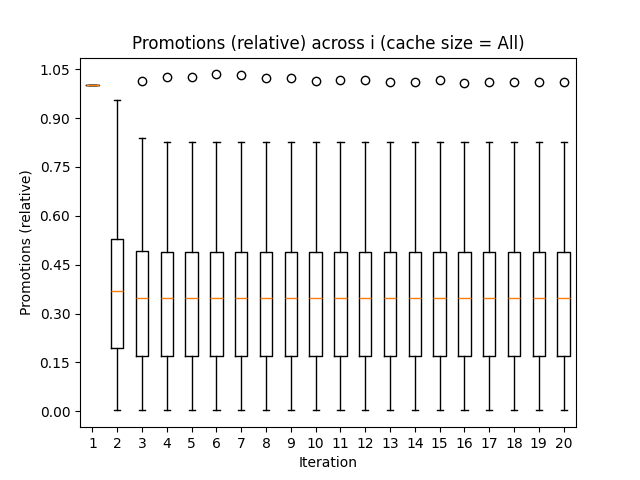 Promotions (relative) across i (cache size = All)
Promotions (relative)
1.05
0.90
0.75
0.60
0.45
0.30
0.15
0.00
1 2 3 4 5 6 7 8 9 10 11 12 13 14 15 16 17 18 19 20
Iteration